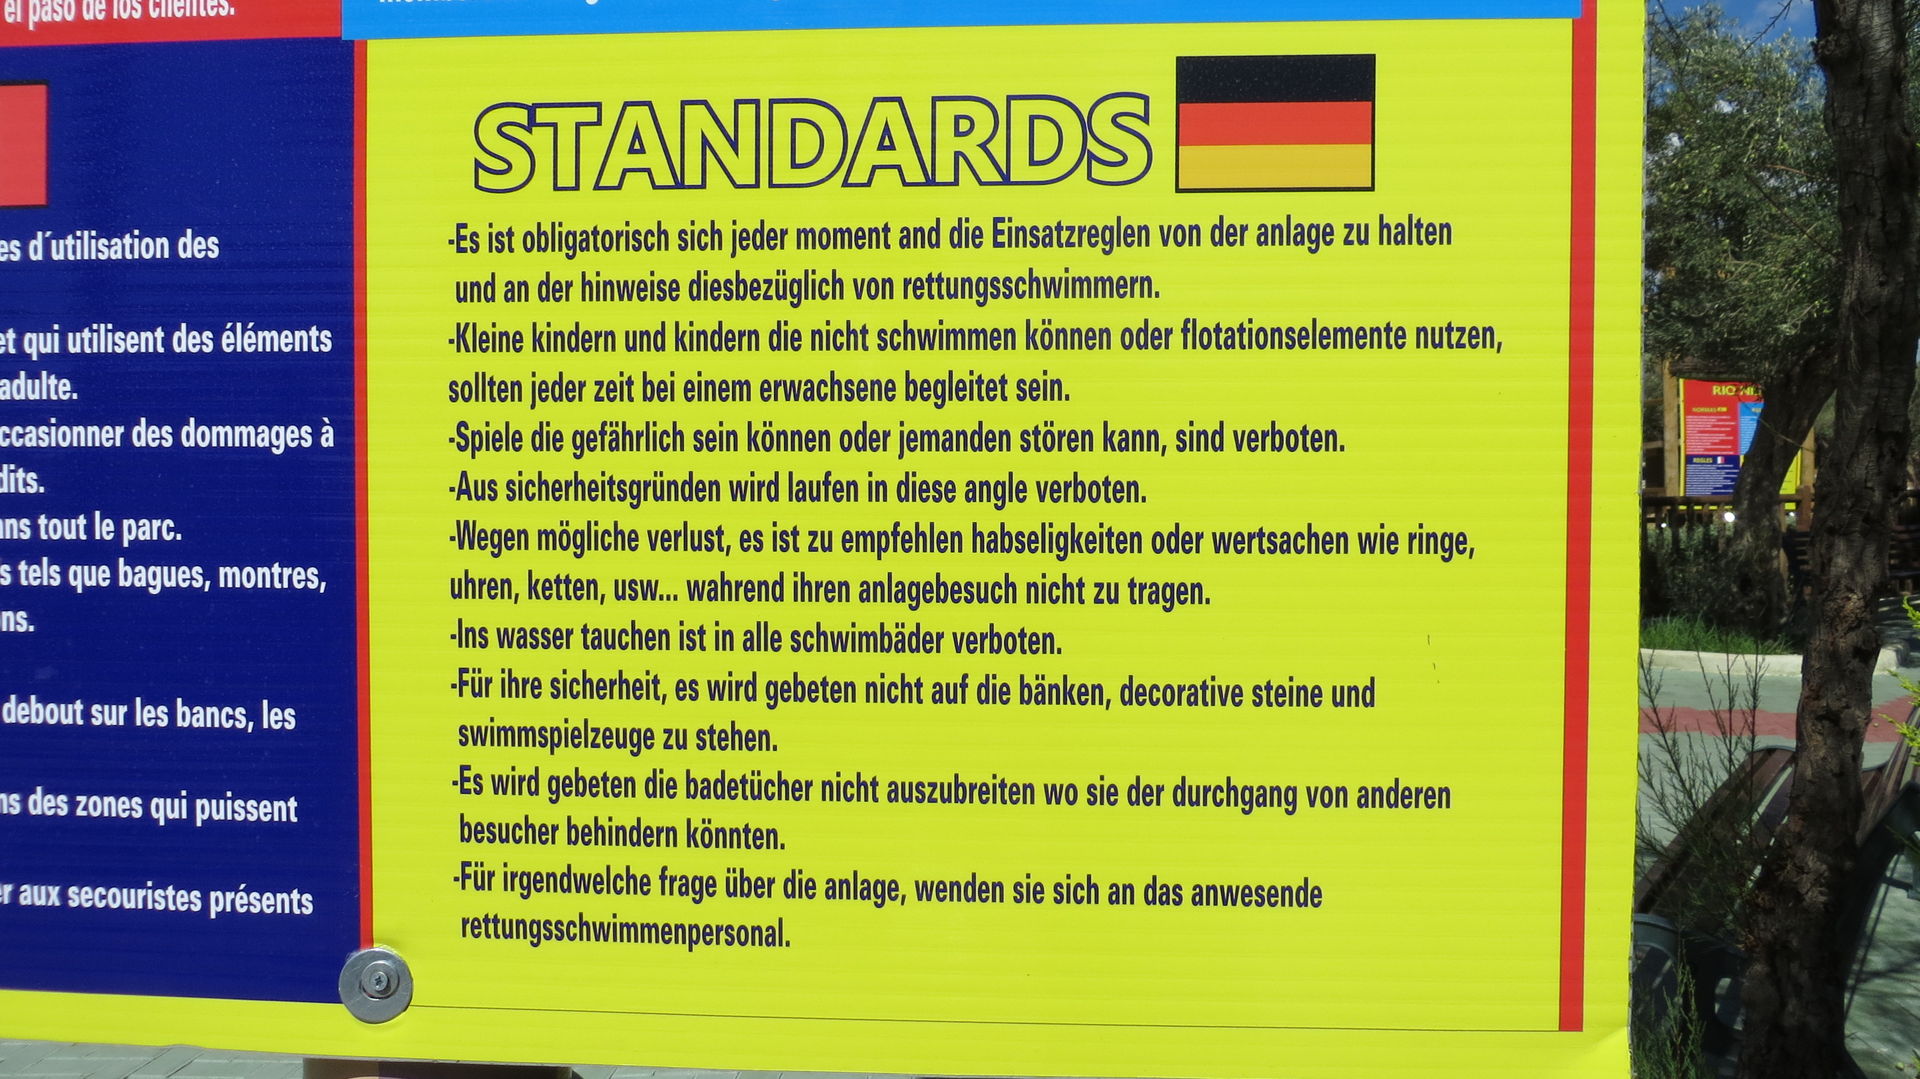 el paso de los clientes.
es d´utilisation des
et qui utilisent des éléments
adulte.
ccasionner des dommages à
dits.
ns tout le parc.
s tels que bagues, montres,
ns.
debout sur les bancs, les
ns des zones qui puissent
er aux secouristes présents
STANDARDS
-Es ist obligatorisch sich jeder moment and die Einsatzreglen von der anlage zu halten
und an der hinweise diesbezüglich von rettungsschwimmern.
-Kleine kindern und kindern die nicht schwimmen können oder flotationselemente nutzen,
sollten jeder zeit bei einem erwachsene begleitet sein.
-Spiele die gefährlich sein können oder jemanden stören kann, sind verboten.
-Aus sicherheitsgründen wird laufen in diese angle verboten.
-Wegen mögliche verlust, es ist zu empfehlen habseligkeiten oder wertsachen wie ringe,
uhren, ketten, usw... wahrend ihren anlagebesuch nicht zu tragen.
-Ins wasser tauchen ist in alle schwimbäder verboten.
-Für ihre sicherheit, es wird gebeten nicht auf die bänken, decorative steine und
swimmspielzeuge zu stehen.
-Es wird gebeten die badetücher nicht auszubreiten wo sie der durchgang von anderen
besucher behindern könnten.
-Für irgendwelche frage über die anlage, wenden sie sich an das anwesende
rettungsschwimmenpersonal.
RIO
NORMAS
REGLES